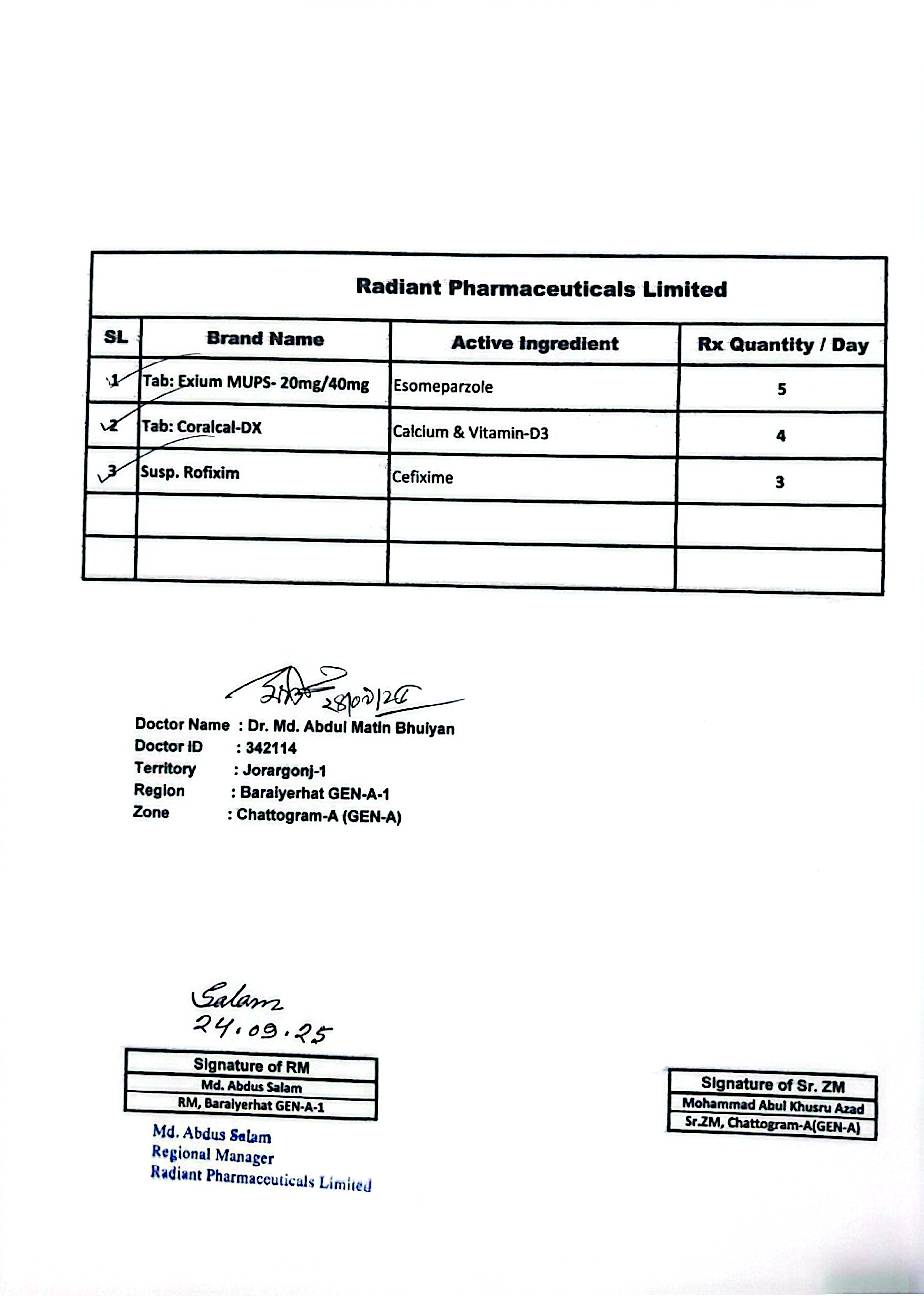 Radiant Pharmaceuticals Limited
SL Brand Name Active Ingredient Rx Quantity / Day
1 Tab: Exium MUPS- 20mg/40mg Esomeparzole 5
2 Tab: Coralcal-DX Calcium & Vitamin-D3 4
3 Susp. Rofixim Cefixime 3
Doctor Name : Dr. Md. Abdul Matin Bhuiyan
Doctor ID : 342114
Territory : Jorargonj-1
Region : Baraiyerhat GEN-A-1
Zone : Chattogram-A (GEN-A)
Salam
24.09.25
Signature of RM
Md. Abdus Salam
RM, Baraiyerhat GEN-A-1
Signature of Sr. ZM
Mohammad Abul Khusru Azad
Sr.ZM, Chattogram-A(GEN-A)
Md. Abdus Salam
Regional Manager
Radiant Pharmaceuticals Limited